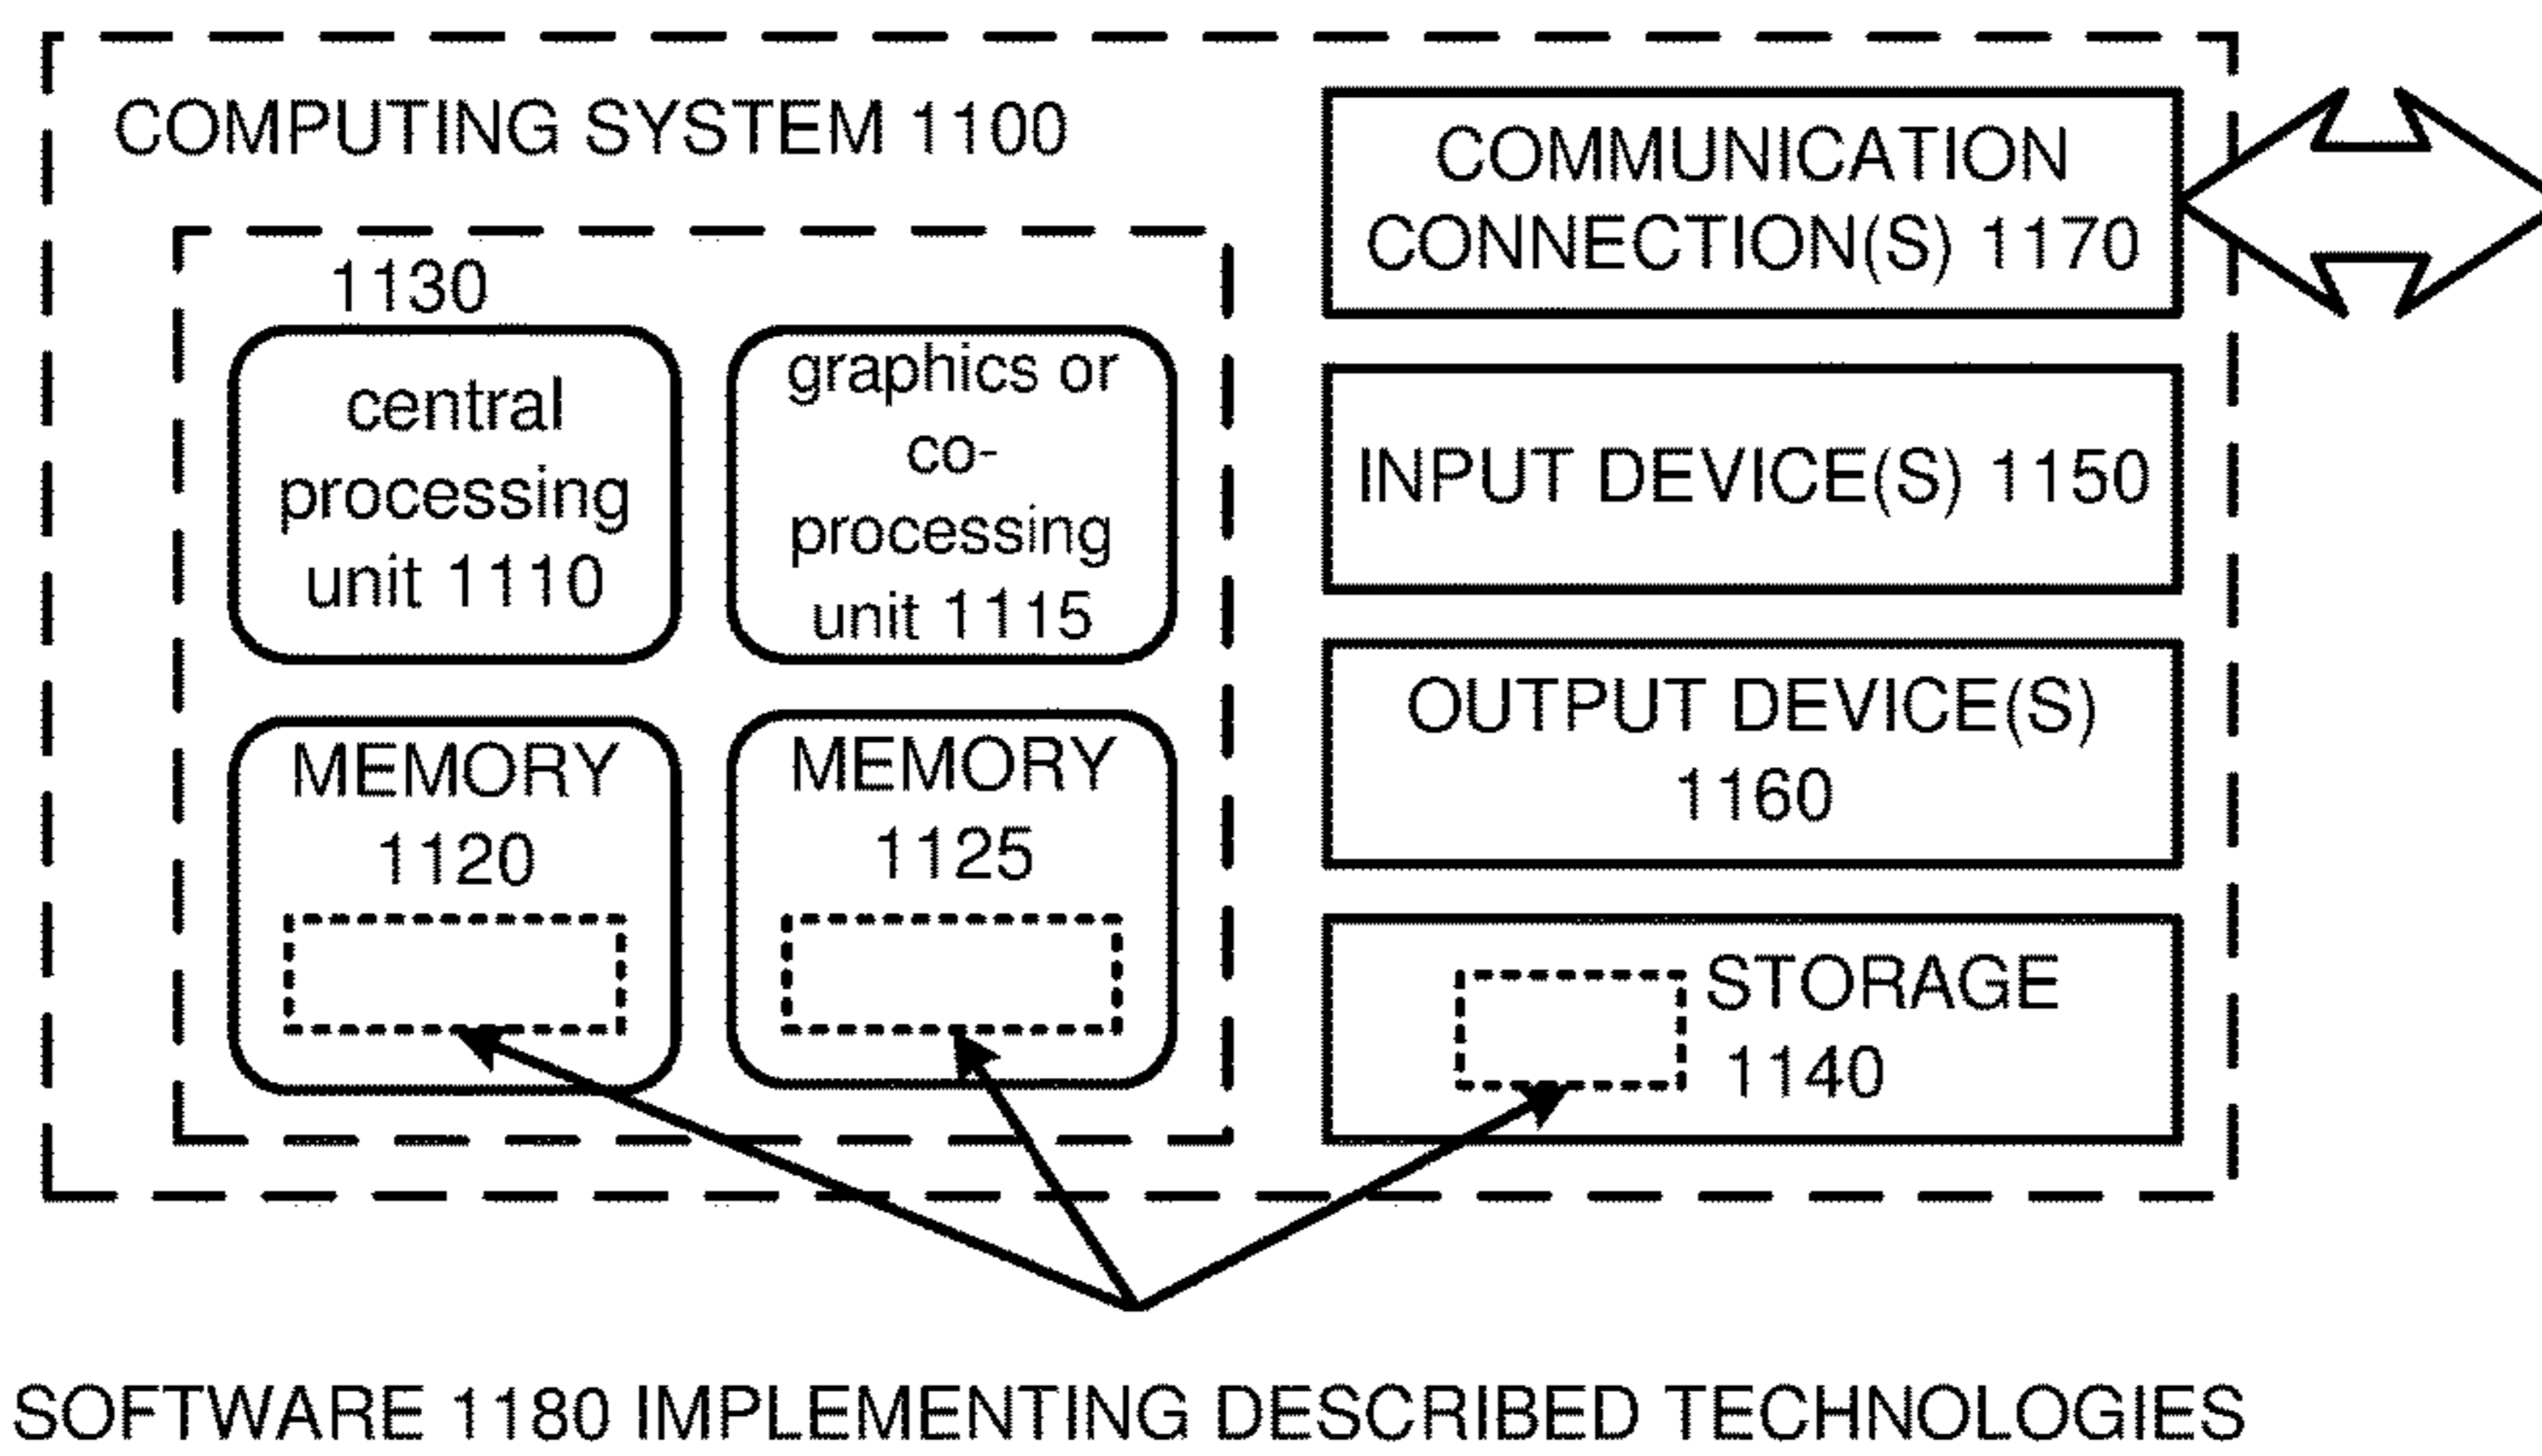 COMPUTING SYSTEM 1100
1130
central
processing
unit 1110
graphics or
co-
processing
unit 1115
MEMORY
1120
MEMORY
1125
COMMUNICATION
CONNECTION(S) 1170
INPUT DEVICE(S) 1150
OUTPUT DEVICE(S)
1160
STORAGE
1140
SOFTWARE 1180 IMPLEMENTING DESCRIBED TECHNOLOGIES